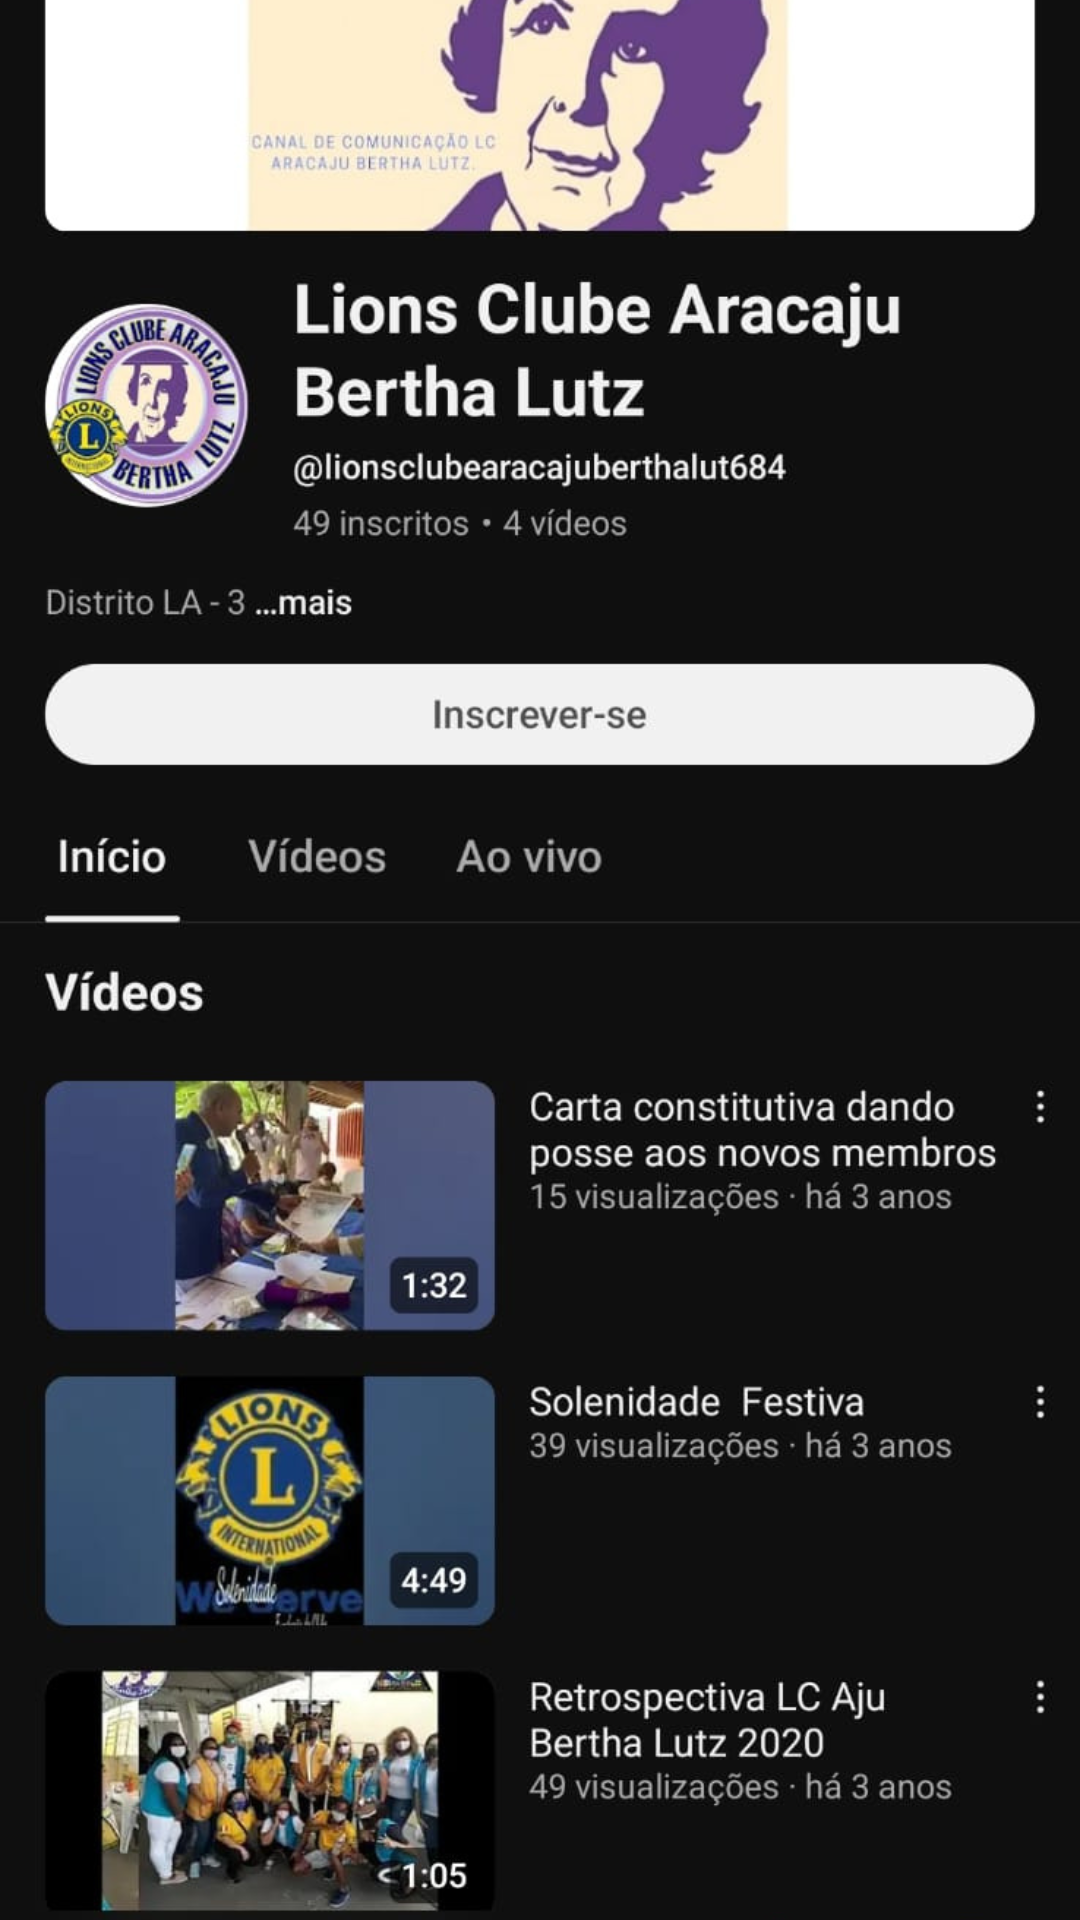 CANAL DE COMUNICAÇÃO LC
ARACAJU BERTHA LUTZ.
Lions Clube Aracaju
Bertha Lutz
LIONS CLUBE ARACAJU
BERTHA LUTZ
LIONS
L
INTERNATIONAL
@lionsclubearacajuberthalut684
49 inscritos • 4 vídeos
Distrito LA - 3 ...mais
Inscrever-se
Início Vídeos Ao vivo
Vídeos
Carta constitutiva dando
posse aos novos membros
15 visualizações · há 3 anos
1:32
Solenidade Festiva
39 visualizações · há 3 anos
LIONS
L
INTERNATIONAL
Solenidade
We Serve
4:49
Retrospectiva LC Aju
Bertha Lutz 2020
49 visualizações · há 3 anos
1:05